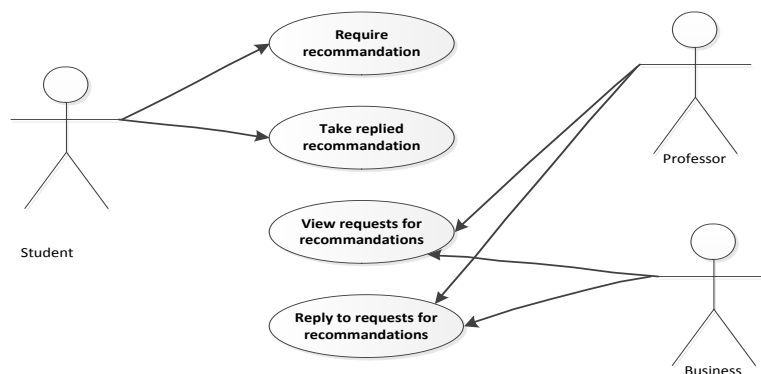 Require
recommandation
Take replied
recommandation
Professor
View requests for
recommandations
Student
Reply to requests for
recommandations
Business